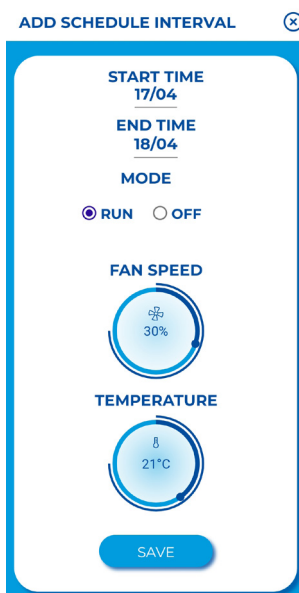 ADD SCHEDULE INTERVAL
START TIME
17/04
END TIME
18/04
MODE
RUN OFF
FAN SPEED
30%
TEMPERATURE
21°C
SAVE